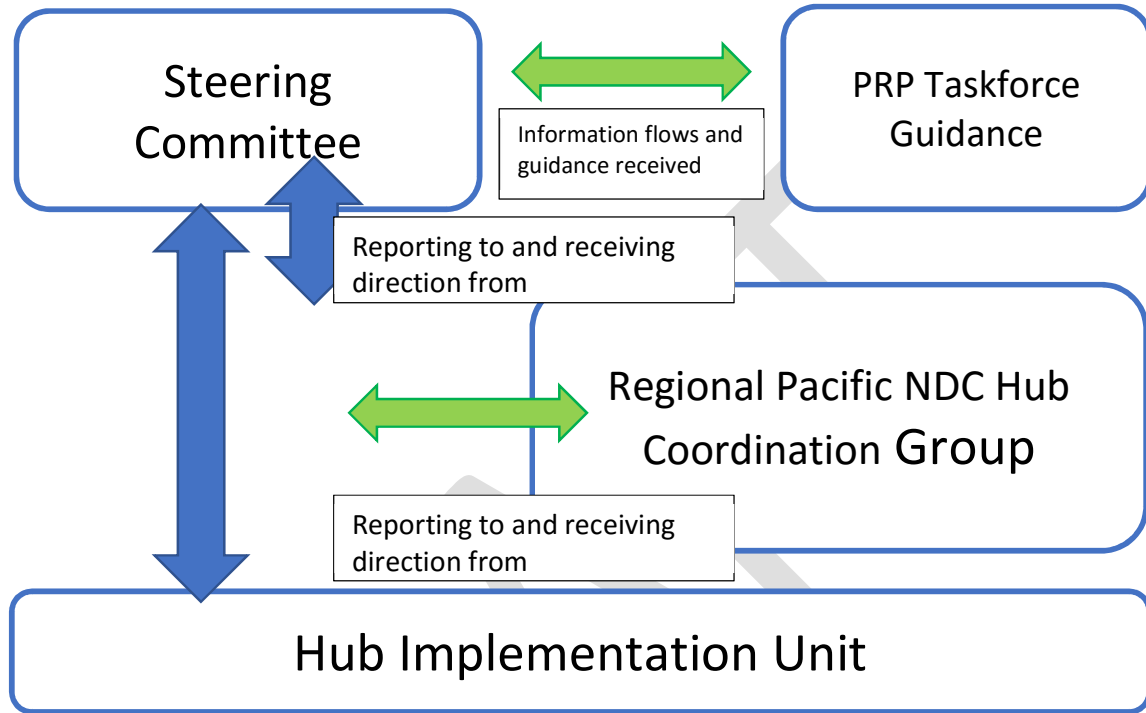 Steering
Committee
PRP Taskforce
Guidance
Information flows and
guidance received
Reporting to and receiving
direction from
Regional Pacific NDC Hub
Coordination Group
Reporting to and receiving
direction from
Hub Implementation Unit